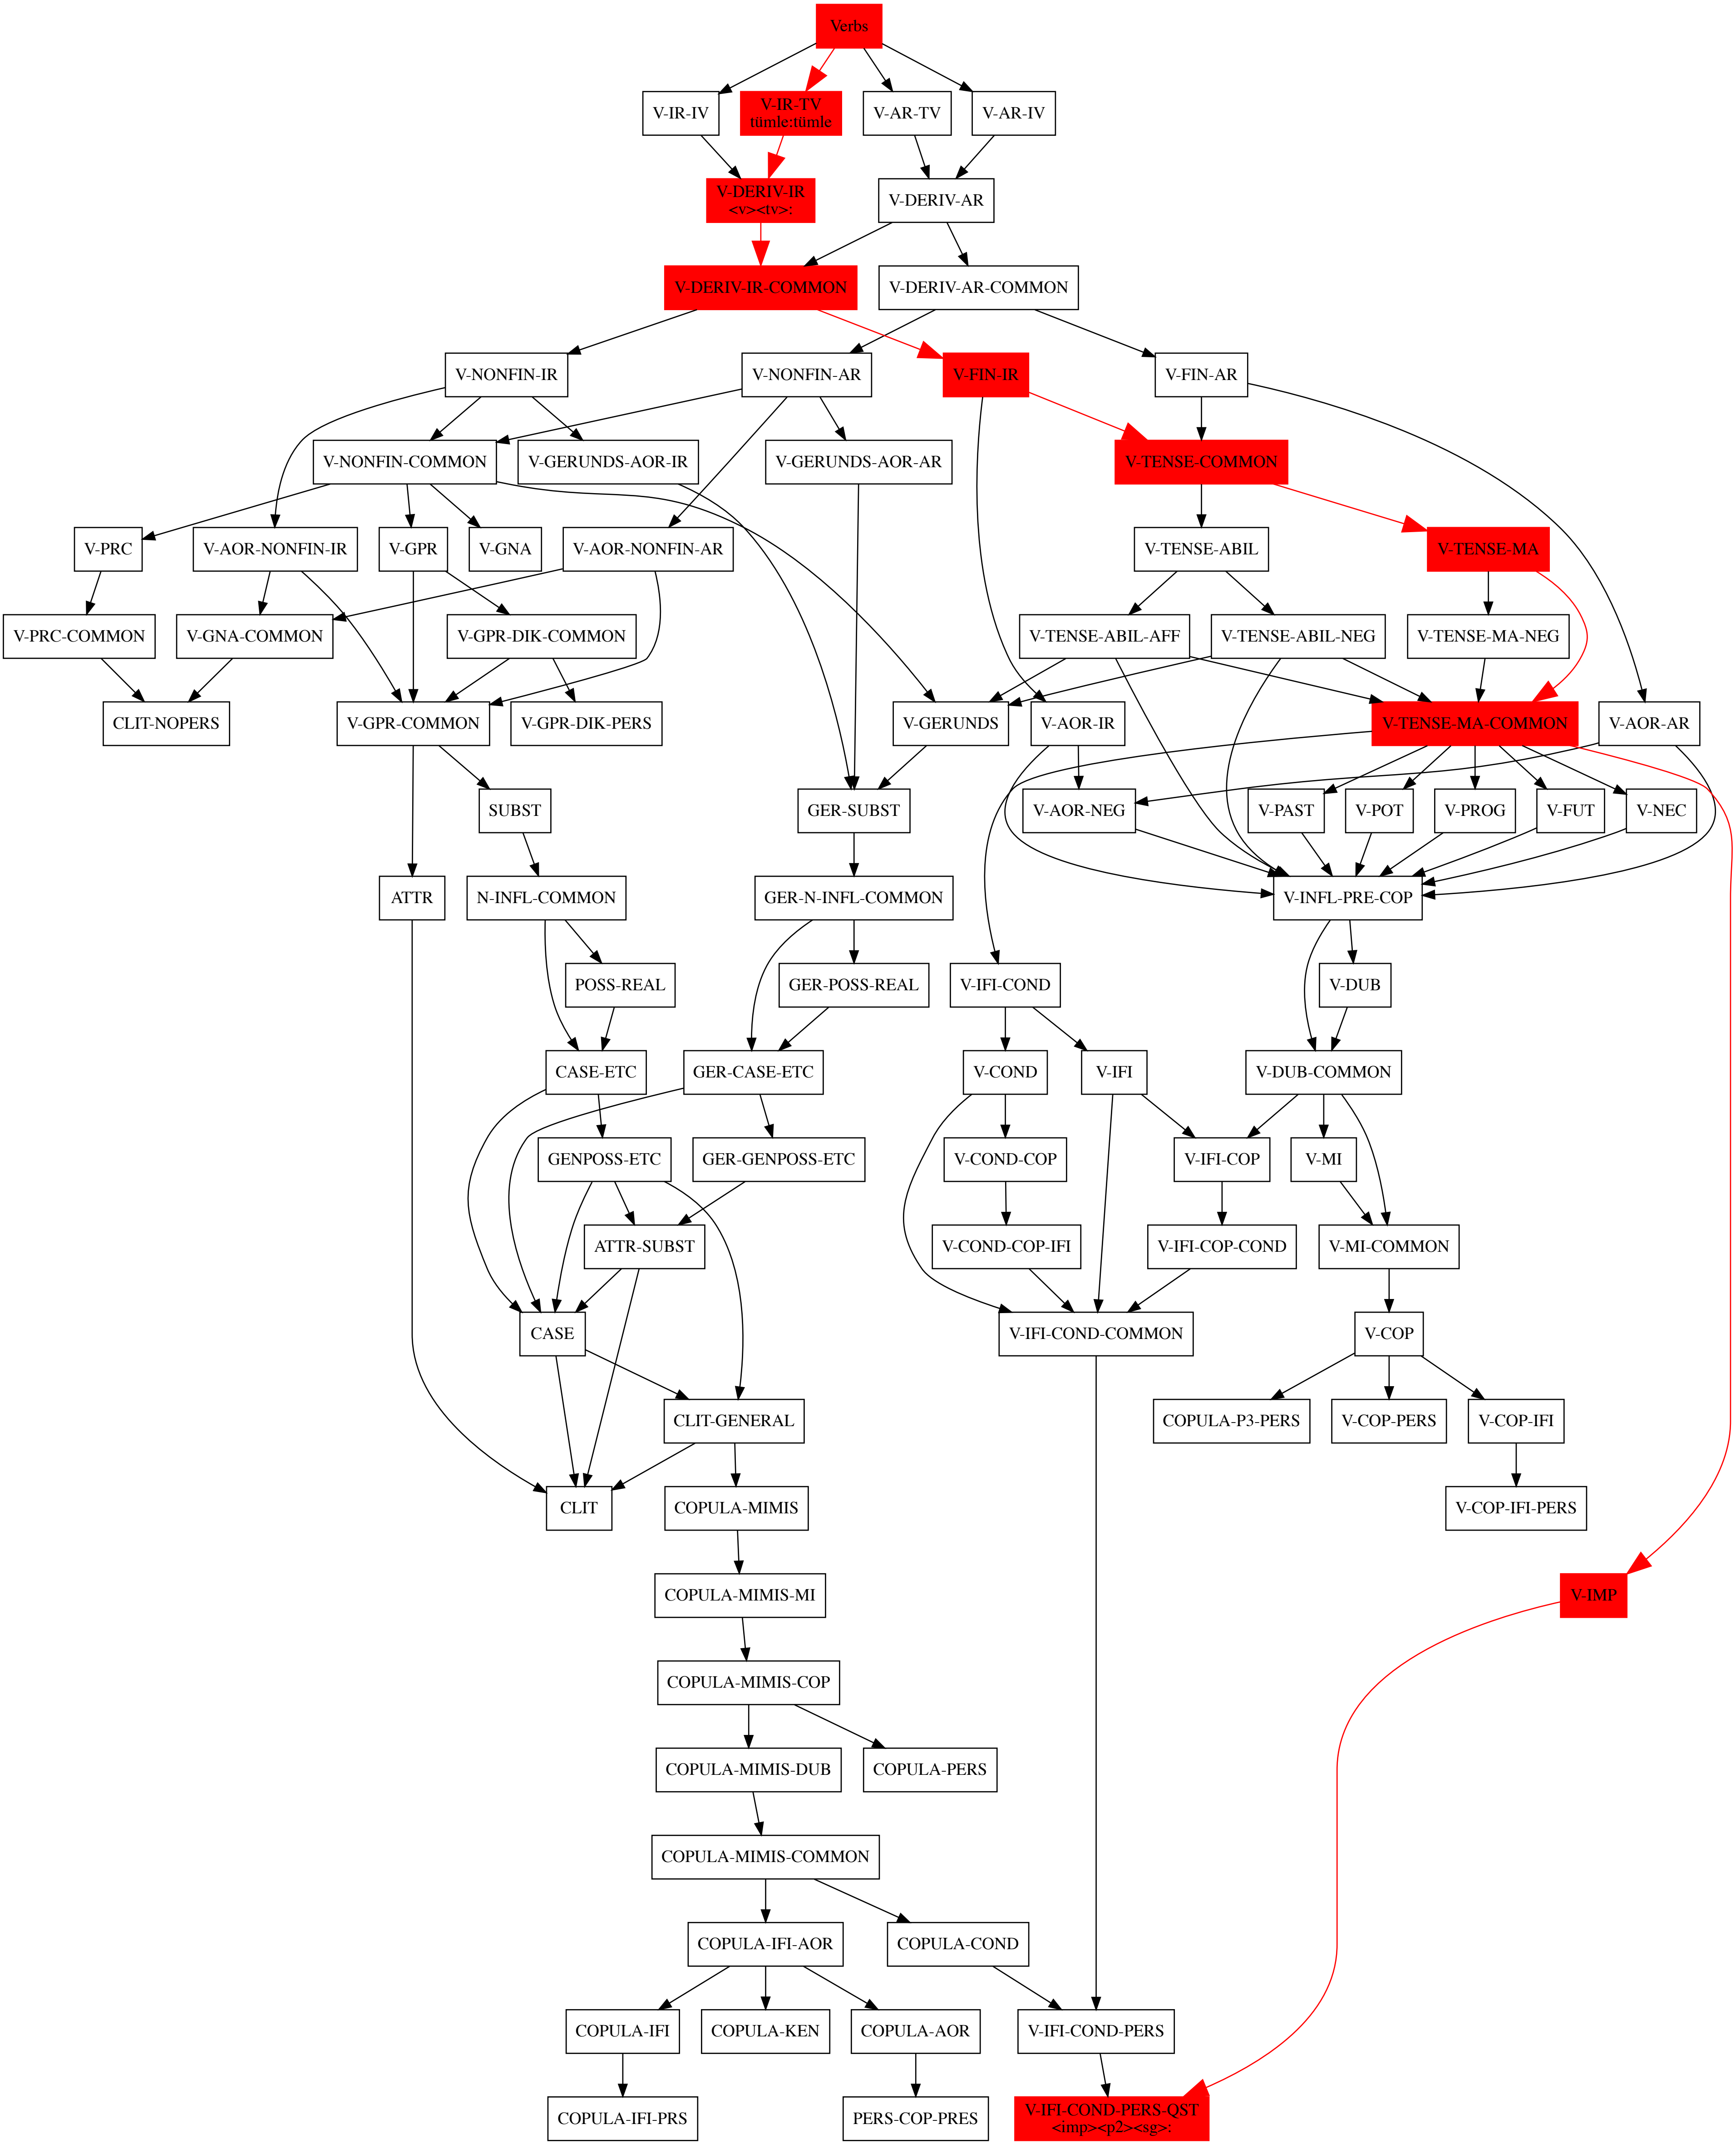 Verbs
V-IR-IV
V-IR-TV
tümle:tümle
V-AR-TV
V-AR-IV
V-DERIV-IR
<v><tv>:
V-DERIV-AR
V-DERIV-IR-COMMON
V-DERIV-AR-COMMON
V-NONFIN-IR
V-NONFIN-AR
V-FIN-IR
V-FIN-AR
V-NONFIN-COMMON
V-GERUNDS-AOR-IR
V-GERUNDS-AOR-AR
V-TENSE-COMMON
V-PRC
V-AOR-NONFIN-IR
V-GPR
V-GNA
V-AOR-NONFIN-AR
V-TENSE-ABIL
V-TENSE-MA
V-PRC-COMMON
V-GNA-COMMON
V-GPR-DIK-COMMON
V-TENSE-ABIL-AFF
V-TENSE-ABIL-NEG
V-TENSE-MA-NEG
CLIT-NOPERS
V-GPR-COMMON
V-GPR-DIK-PERS
V-GERUNDS
V-AOR-IR
V-TENSE-MA-COMMON
V-AOR-AR
SUBST
GER-SUBST
V-AOR-NEG
V-PAST
V-POT
V-PROG
V-FUT
V-NEC
ATTR
N-INFL-COMMON
GER-N-INFL-COMMON
V-INFL-PRE-COP
POSS-REAL
GER-POSS-REAL
V-IFI-COND
V-DUB
CASE-ETC
GER-CASE-ETC
V-COND
V-IFI
V-DUB-COMMON
GENPOSS-ETC
GER-GENPOSS-ETC
V-COND-COP
V-IFI-COP
V-MI
ATTR-SUBST
V-COND-COP-IFI
V-IFI-COP-COND
V-MI-COMMON
CASE
V-IFI-COND-COMMON
V-COP
CLIT-GENERAL
COPULA-P3-PERS
V-COP-PERS
V-COP-IFI
CLIT
COPULA-MIMIS
V-COP-IFI-PERS
COPULA-MIMIS-MI
V-IMP
COPULA-MIMIS-COP
COPULA-MIMIS-DUB
COPULA-PERS
COPULA-MIMIS-COMMON
COPULA-IFI-AOR
COPULA-COND
COPULA-IFI
COPULA-KEN
COPULA-AOR
V-IFI-COND-PERS
COPULA-IFI-PRS
PERS-COP-PRES
V-IFI-COND-PERS-QST
<imp><p2><sg>: